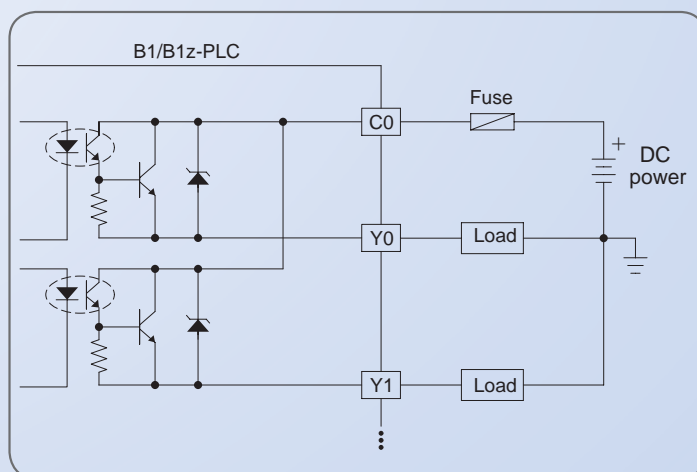 B1/B1z-PLC
C0
Fuse
+
DC
power
Y0
Load
Y1
Load